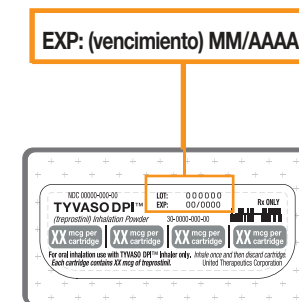 EXP: (vencimiento) MM/AAAA
NDC 00000-000-00 LOT: 000000
TYVASO DPI™ EXP: 00/0000 Rx ONLY
(treprostinil) Inhalation Powder 30-0000-000-00
XX mcg per cartridge XX mcg per cartridge XX mcg per cartridge XX mcg per cartridge
For oral inhalation use with TYVASO DPI™ Inhaler only. Inhale once and then discard cartridge.
Each cartridge contains XX mcg of treprostinil. United Therapeutics Corporation